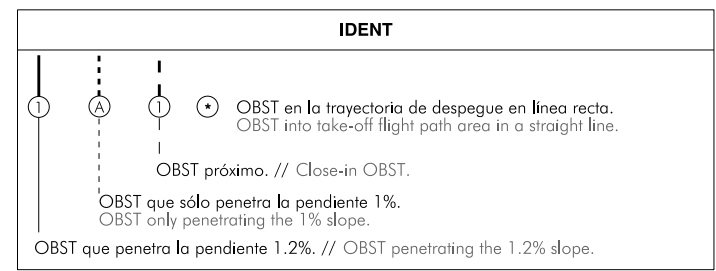 IDENT
1 A 1 * OBST en la trayectoria de despegue en línea recta.
OBST into take-off flight path area in a straight line.
OBST próximo. // Close-in OBST.
OBST que sólo penetra la pendiente 1%.
OBST only penetrating the 1% slope.
OBST que penetra la pendiente 1.2%. // OBST penetrating the 1.2% slope.